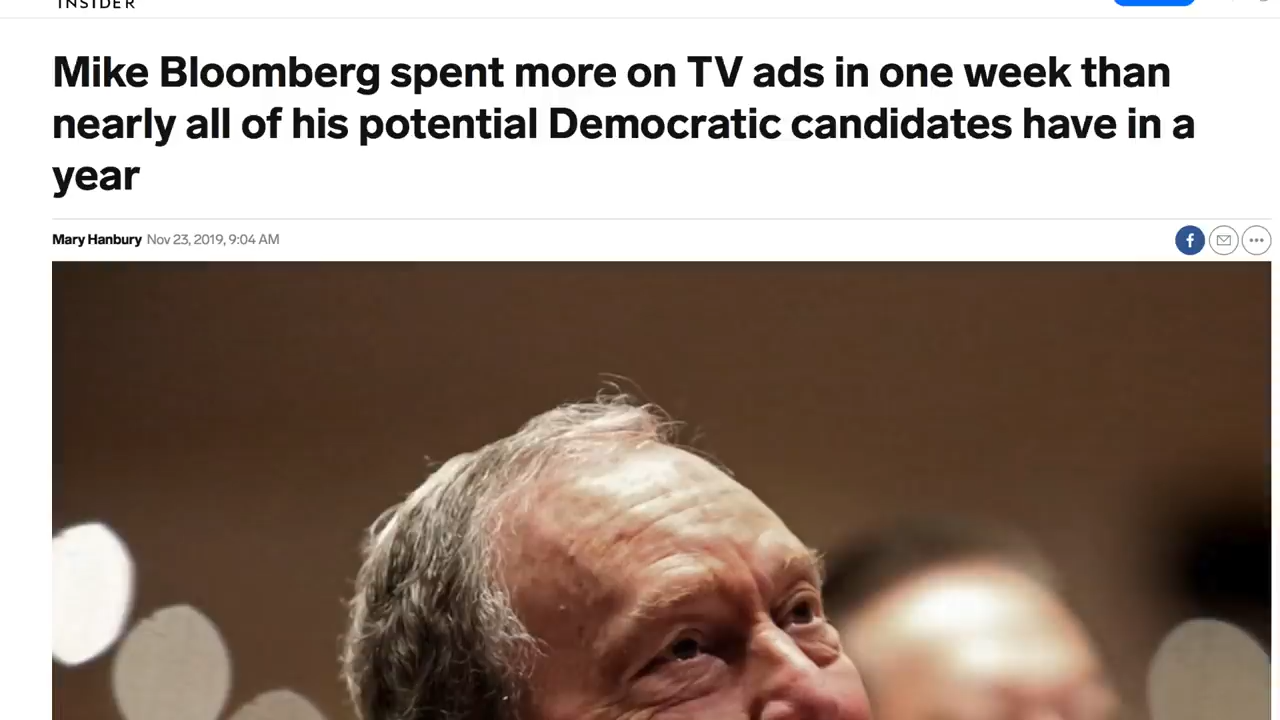 INSIDER
Mike Bloomberg spent more on TV ads in one week than
nearly all of his potential Democratic candidates have in a
year
Mary Hanbury Nov 23, 2019, 9:04 AM